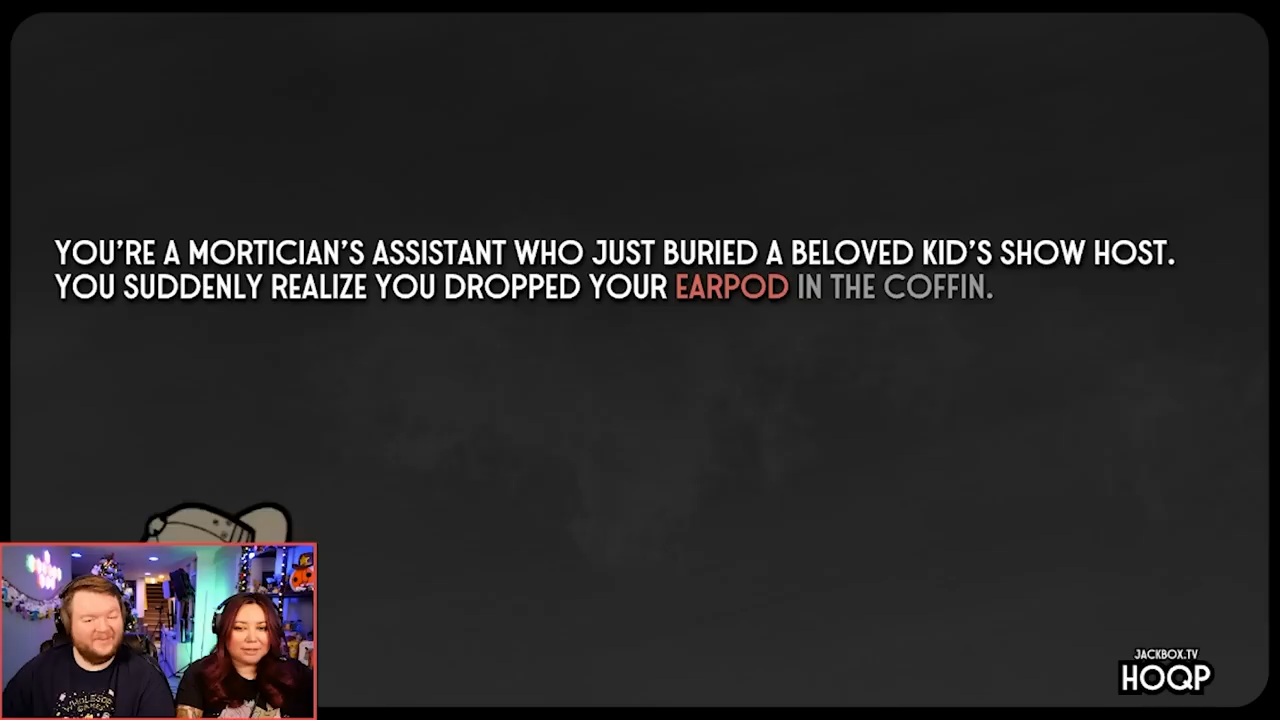 YOU'RE A MORTICIAN'S ASSISTANT WHO JUST BURIED A BELOVED KID'S SHOW HOST.
YOU SUDDENLY REALIZE YOU DROPPED YOUR EARPOD IN THE COFFIN.
JACKBOX.TV
HOQP